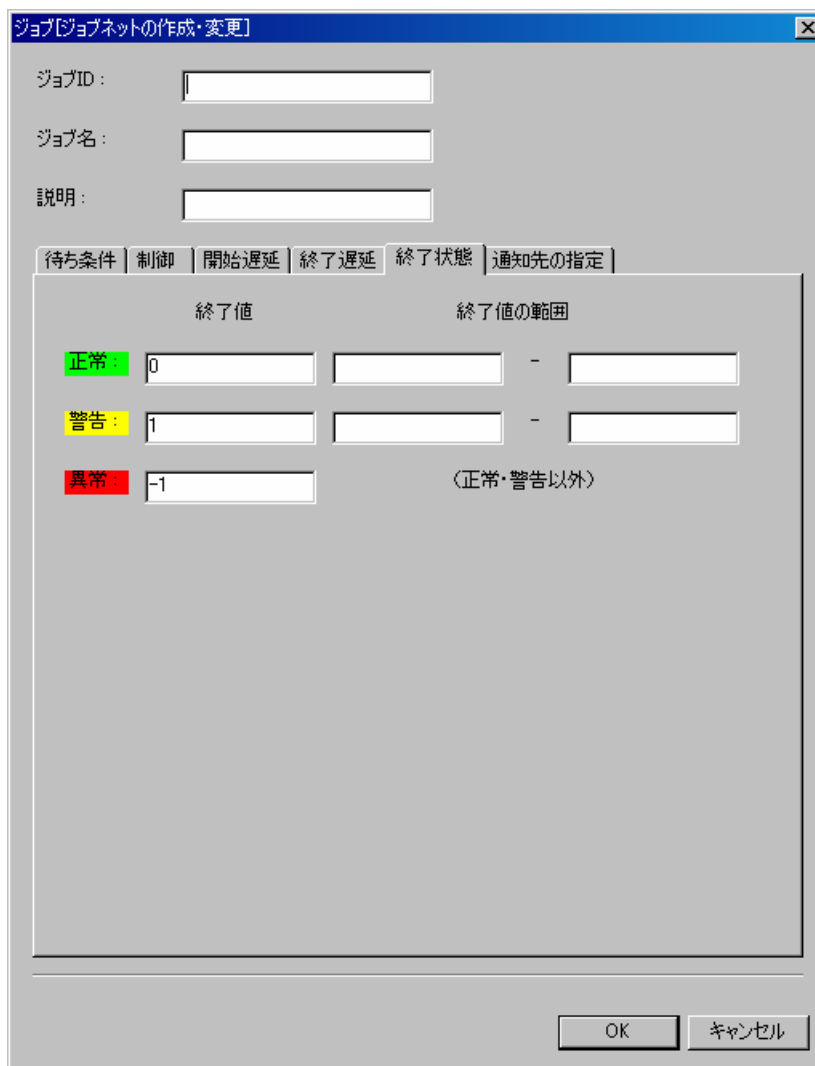 ジョブ[ジョブネットの作成・変更]
ジョブID：
ジョブ名：
説明：
待ち条件 制御 開始遅延 終了遅延 終了状態 通知先の指定
終了値 終了値の範囲
正常： 0 -
警告： 1 -
異常： -1 （正常・警告以外）
OK キャンセル